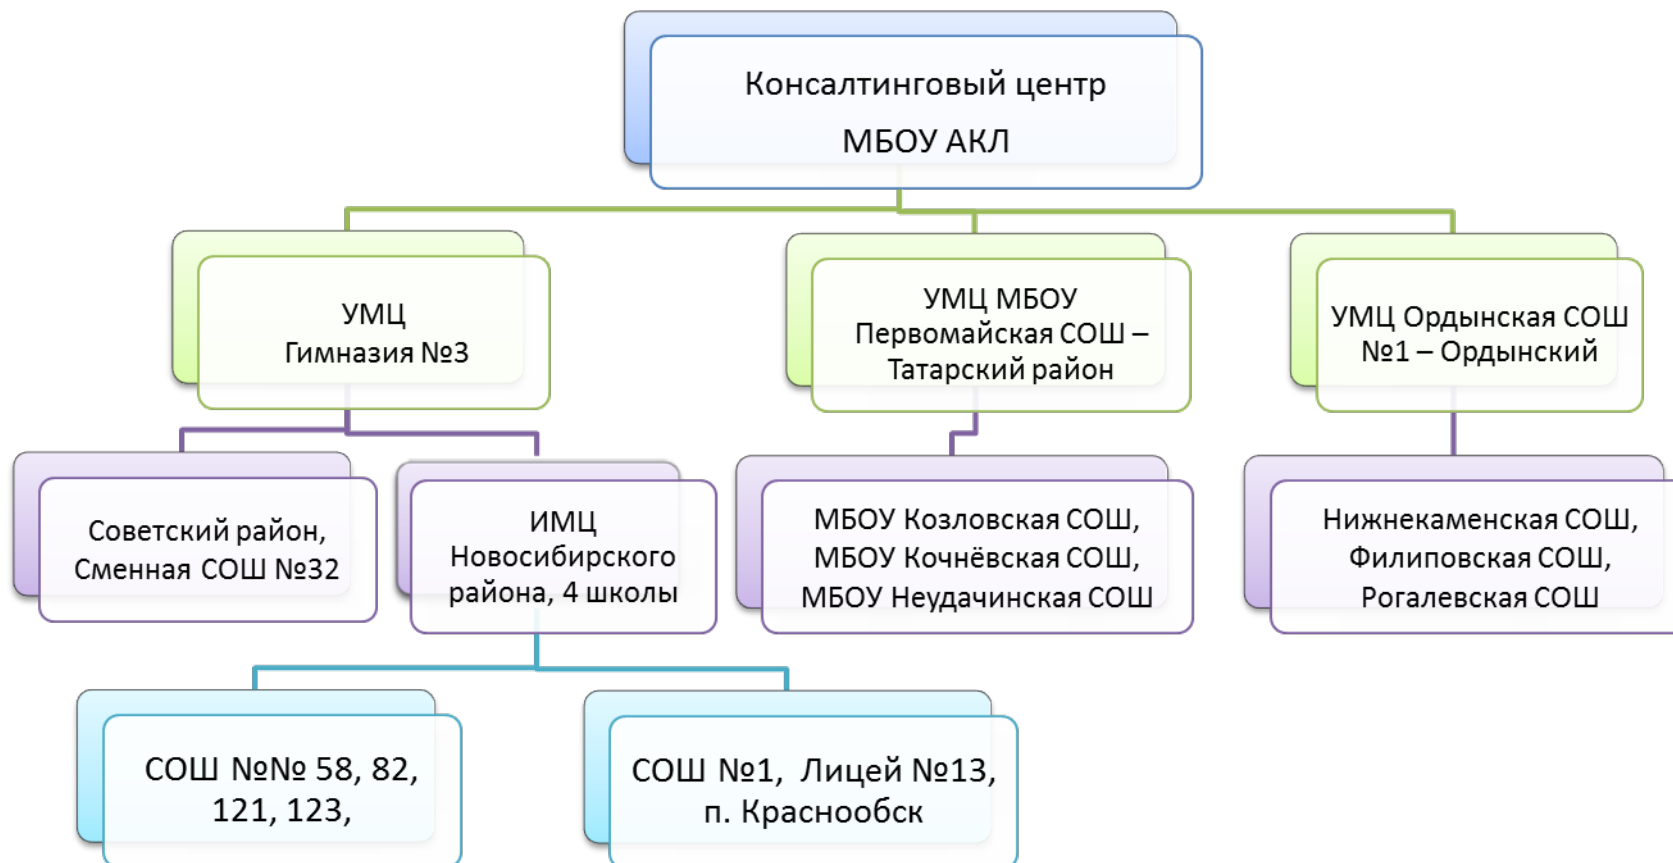 Консалтинговый центр
МБОУ АКЛ
УМЦ
Гимназия №3
УМЦ МБОУ
Первомайская СОШ –
Татарский район
УМЦ Ордынская СОШ
№1 – Ордынский
Советский район,
Сменная СОШ №32
ИМЦ
Новосибирского
района, 4 школы
МБОУ Козловская СОШ,
МБОУ Кочнёвская СОШ,
МБОУ Неудачинская СОШ
Нижнекаменская СОШ,
Филиповская СОШ,
Рогалевская СОШ
СОШ №№ 58, 82,
121, 123,
СОШ №1, Лицей №13,
п. Краснообск